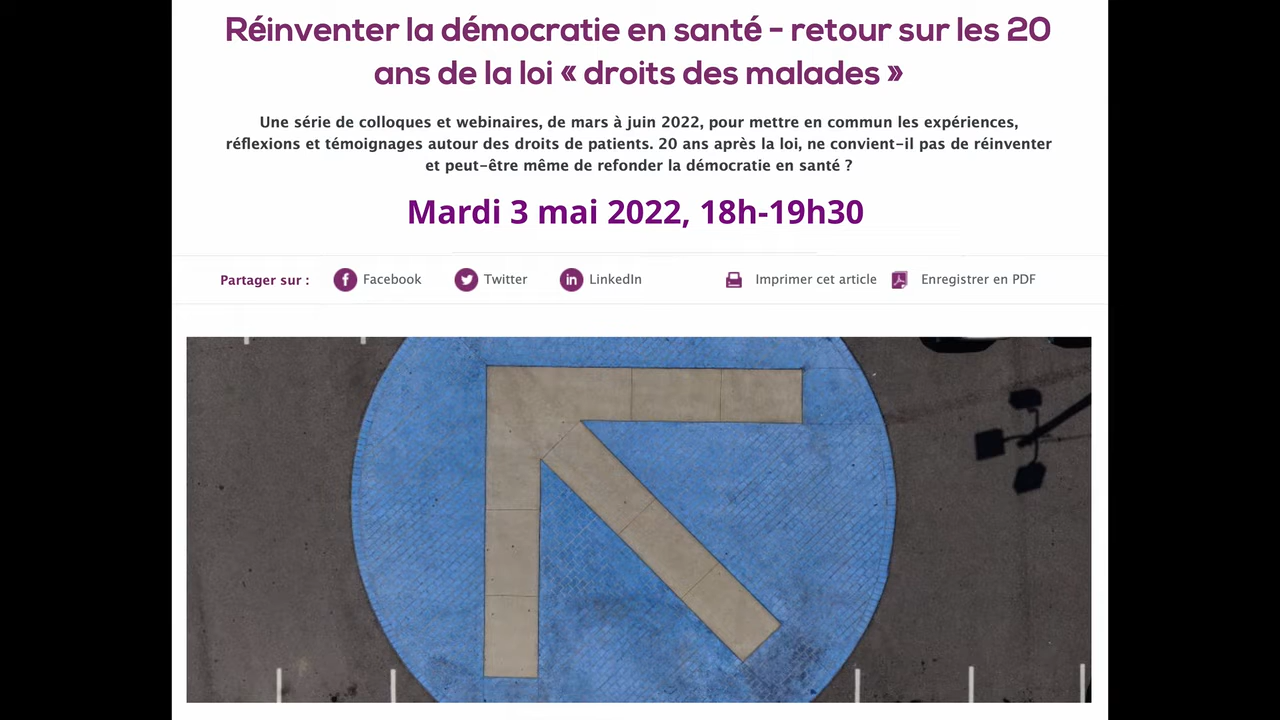 Réinventer la démocratie en santé - retour sur les 20
ans de la loi « droits des malades »
Une série de colloques et webinaires, de mars à juin 2022, pour mettre en commun les expériences,
réflexions et témoignages autour des droits de patients. 20 ans après la loi, ne convient-il pas de réinventer
et peut-être même de refonder la démocratie en santé ?
Mardi 3 mai 2022, 18h-19h30
Partager sur : Facebook Twitter LinkedIn Imprimer cet article Enregistrer en PDF